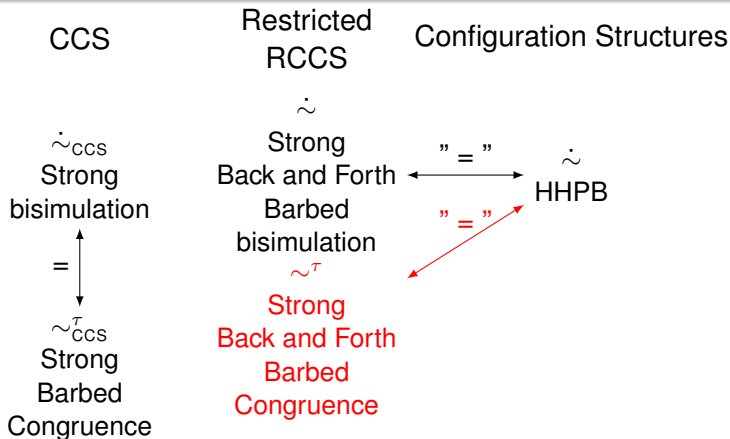 CCS
Restricted
RCCS
Configuration Structures
∼̇CCS
Strong
bisimulation
=
∼τCCS
Strong
Barbed
Congruence
∼̇
Strong
Back and Forth
Barbed
bisimulation
∼τ
Strong
Back and Forth
Barbed
Congruence
" = "
" = "
∼̇
HHPB